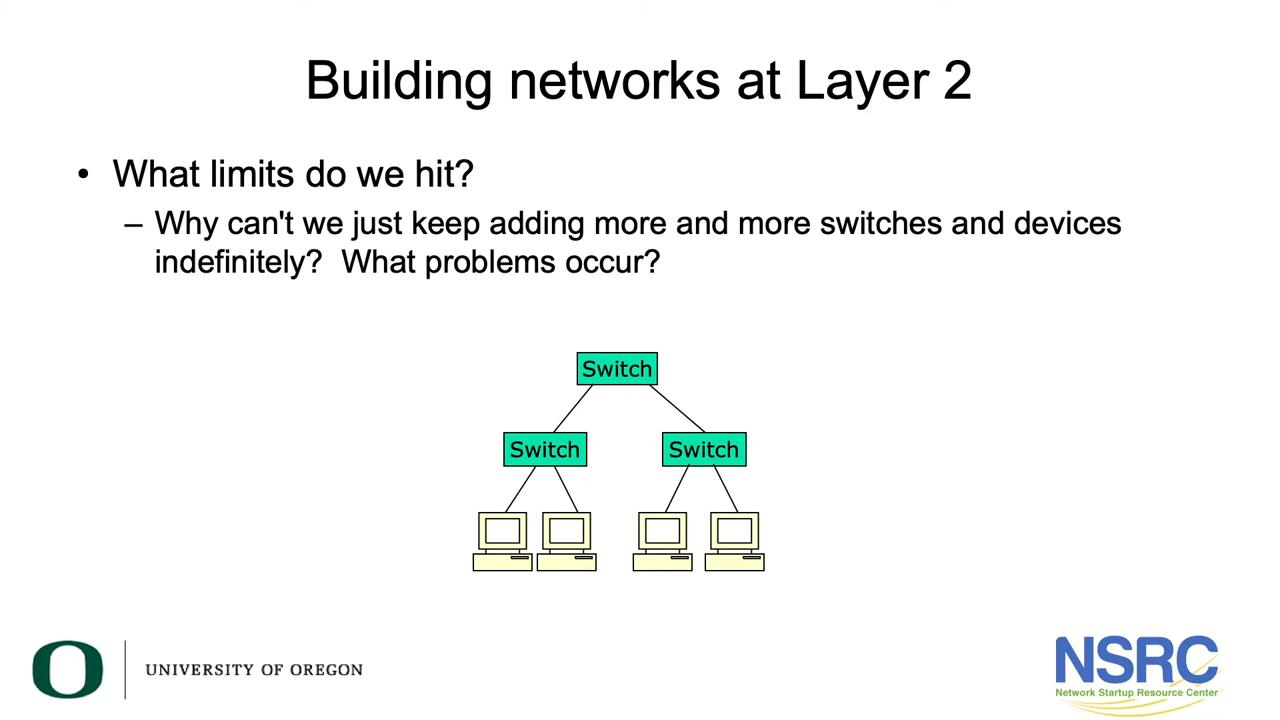 Building networks at Layer 2
• What limits do we hit?
– Why can't we just keep adding more and more switches and devices
indefinitely? What problems occur?
Switch
Switch
Switch
O
UNIVERSITY OF OREGON
NSRC
Network Startup Resource Center